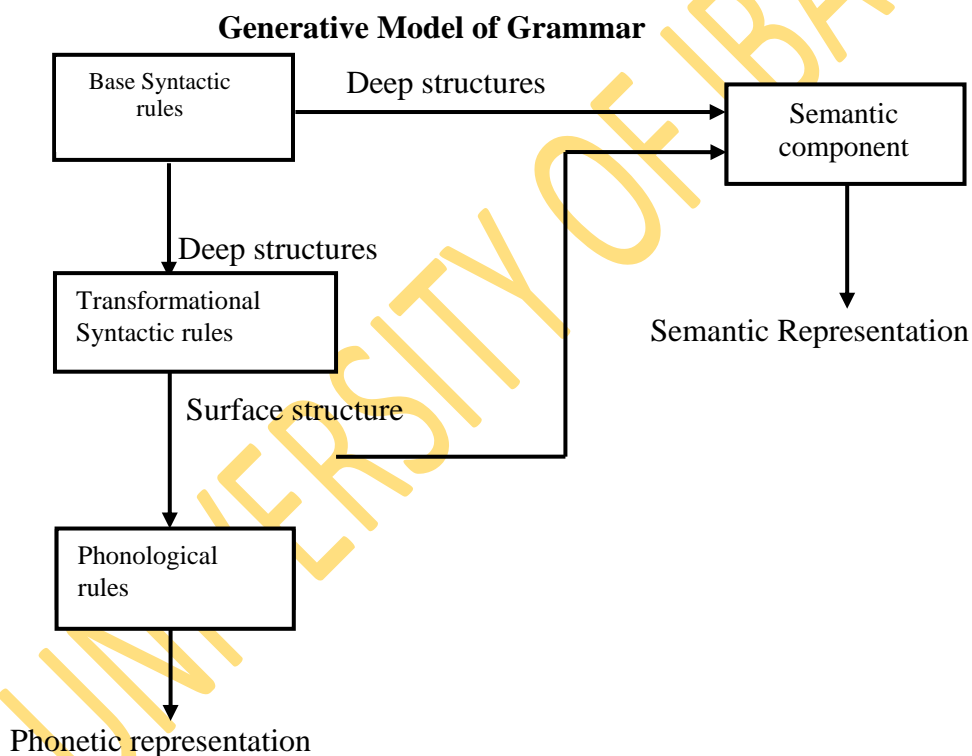 Generative Model of Grammar
Base Syntactic
rules
Deep structures
Semantic
component
Deep structures
Transformational
Syntactic rules
Semantic Representation
Surface structure
Phonological
rules
Phonetic representation
UNIVERSITY OF IBA